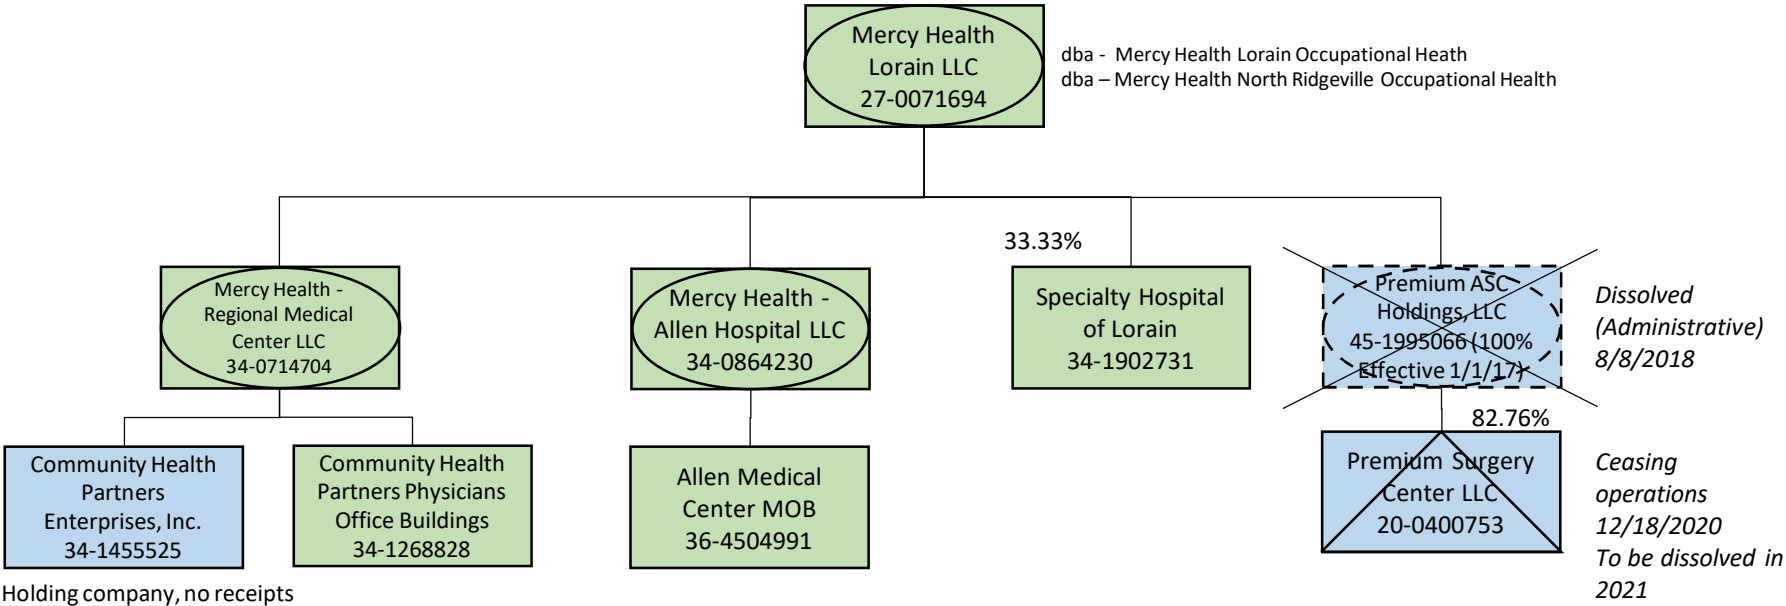 Mercy Health
Lorain LLC
27-0071694
dba - Mercy Health Lorain Occupational Heath
dba – Mercy Health North Ridgeville Occupational Health
33.33%
Mercy Health -
Regional Medical
Center LLC
34-0714704
Mercy Health -
Allen Hospital LLC
34-0864230
Specialty Hospital
of Lorain
34-1902731
Premium ASC
Holdings, LLC
45-1995066 (100%
Effective 1/1/17)
Dissolved
(Administrative)
8/8/2018
82.76%
Community Health
Partners
Enterprises, Inc.
34-1455525
Community Health
Partners Physicians
Office Buildings
34-1268828
Allen Medical
Center MOB
36-4504991
Premium Surgery
Center LLC
20-0400753
Ceasing
operations
12/18/2020
To be dissolved in
2021
Holding company, no receipts